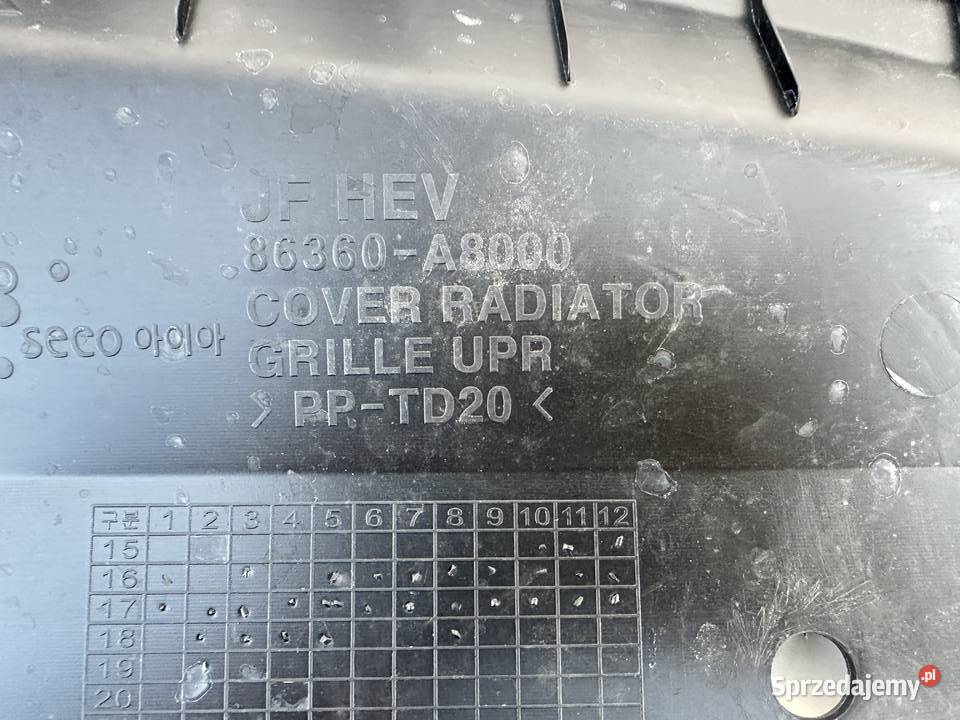 JF HEV
86360-A8000
COVER RADIATOR
GRILLE UPR
seco 아이아
> PP-TD20 <
구분 1 2 3 4 5 6 7 8 9 10 11 12
15
16
17
18
19
20
Sprzedajemy.pl